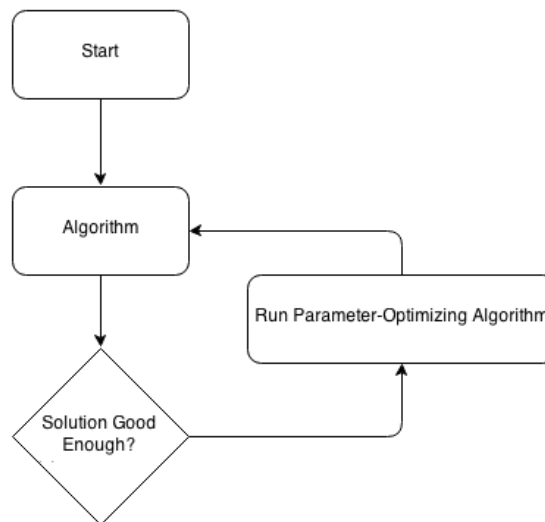 Start
Algorithm
Run Parameter-Optimizing Algorithm
Solution Good
Enough?